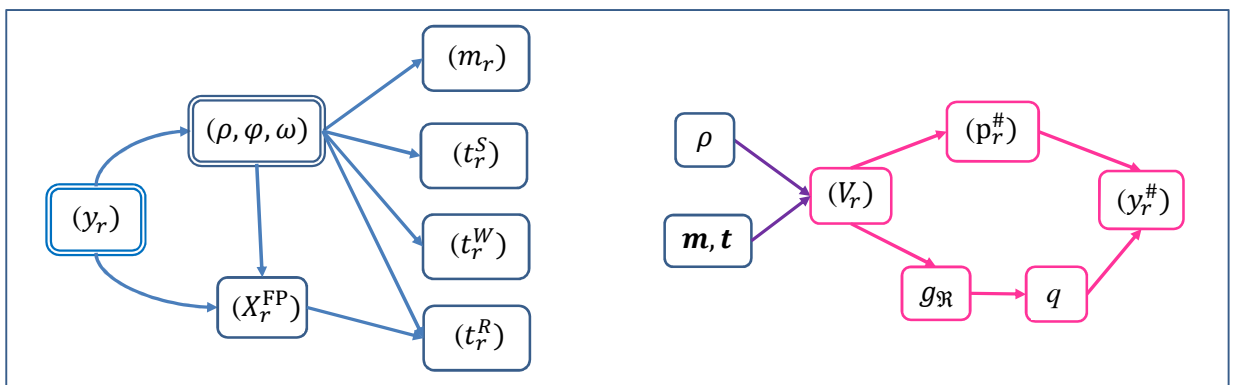 (m_r)
(ρ, φ, ω)
(t_r^S)
(y_r)
(t_r^W)
(X_r^FP)
(t_r^R)
ρ
(p_r^#)
(V_r)
(y_r^#)
m, t
g_ℜ
q